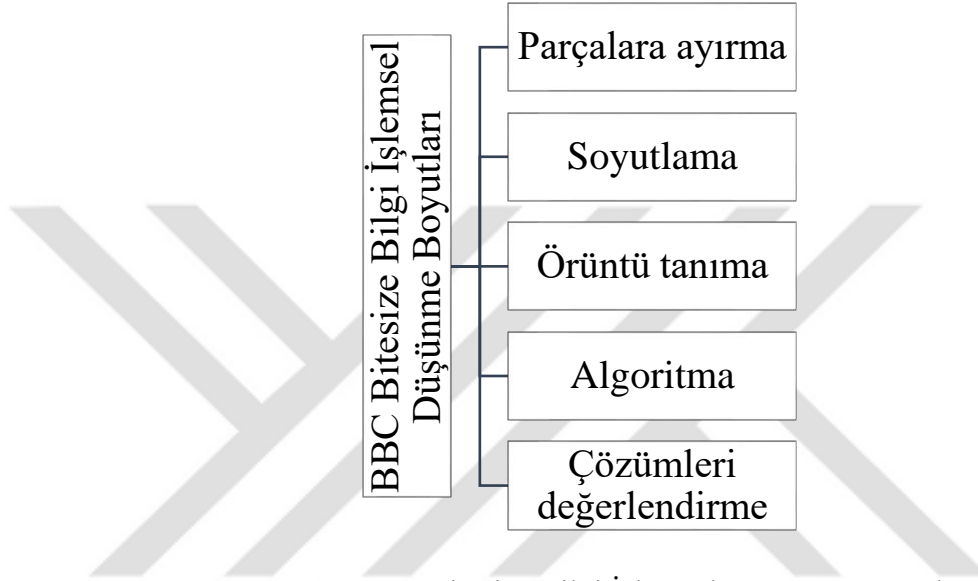 BBC Bitesize Bilgi İşlemsel
Düşünme Boyutları
Parçalara ayırma
Soyutlama
Örüntü tanıma
Algoritma
Çözümleri
değerlendirme